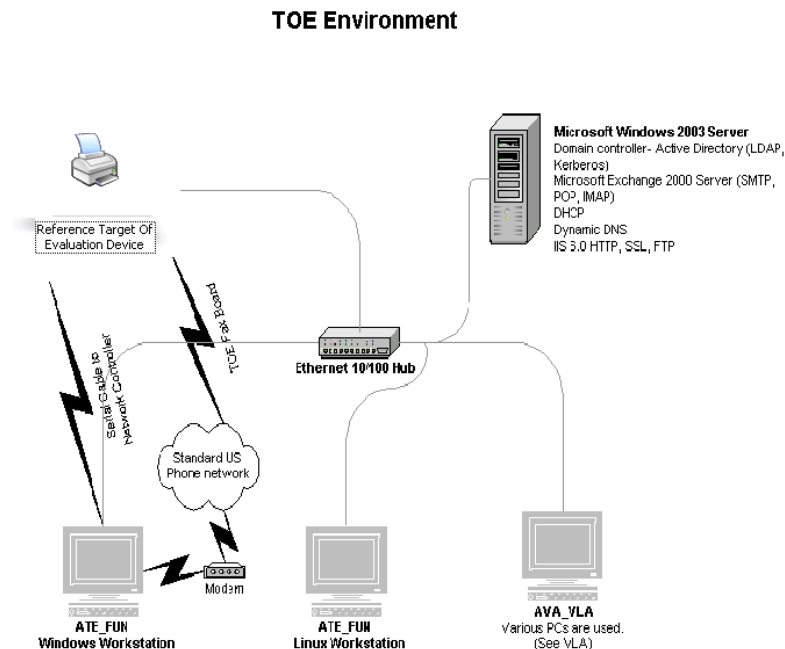 TOE Environment
Microsoft Windows 2003 Server
Domain controller- Active Directory (LDAP,
Kerberos)
Microsoft Exchange 2000 Server (SMTP,
POP, IMAP)
DHCP
Dynamic DNS
IIS 6.0 HTTP, SSL, FTP
Reference Target Of
Evaluation Device
Serial Cable to
Network Controller
TOE Fax Board
Ethernet 10/100 Hub
Standard US
Phone network
Modem
ATE_FUN
Windows Workstation
ATE_FUN
Linux Workstation
AVA_VLA
Various PCs are used.
(See VLA)